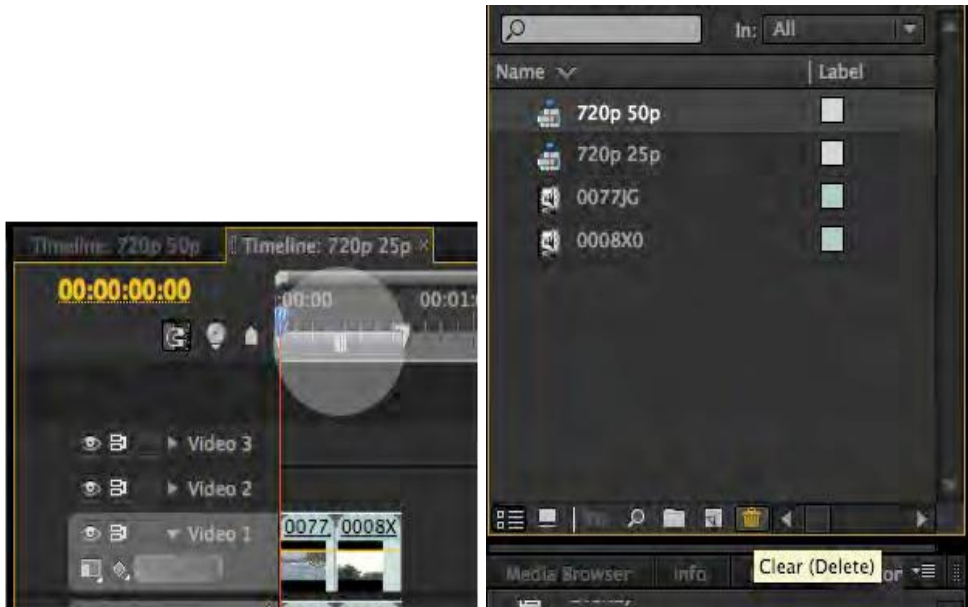 Timeline: 720p 50p
Timeline: 720p 25p ×
00:00:00:00
:00:00
00:01:
Video 3
Video 2
Video 1
0077
0008X
In: All
Name
Label
720p 50p
720p 25p
0077JG
0008X0
Clear (Delete)
Media Browser
Info
or